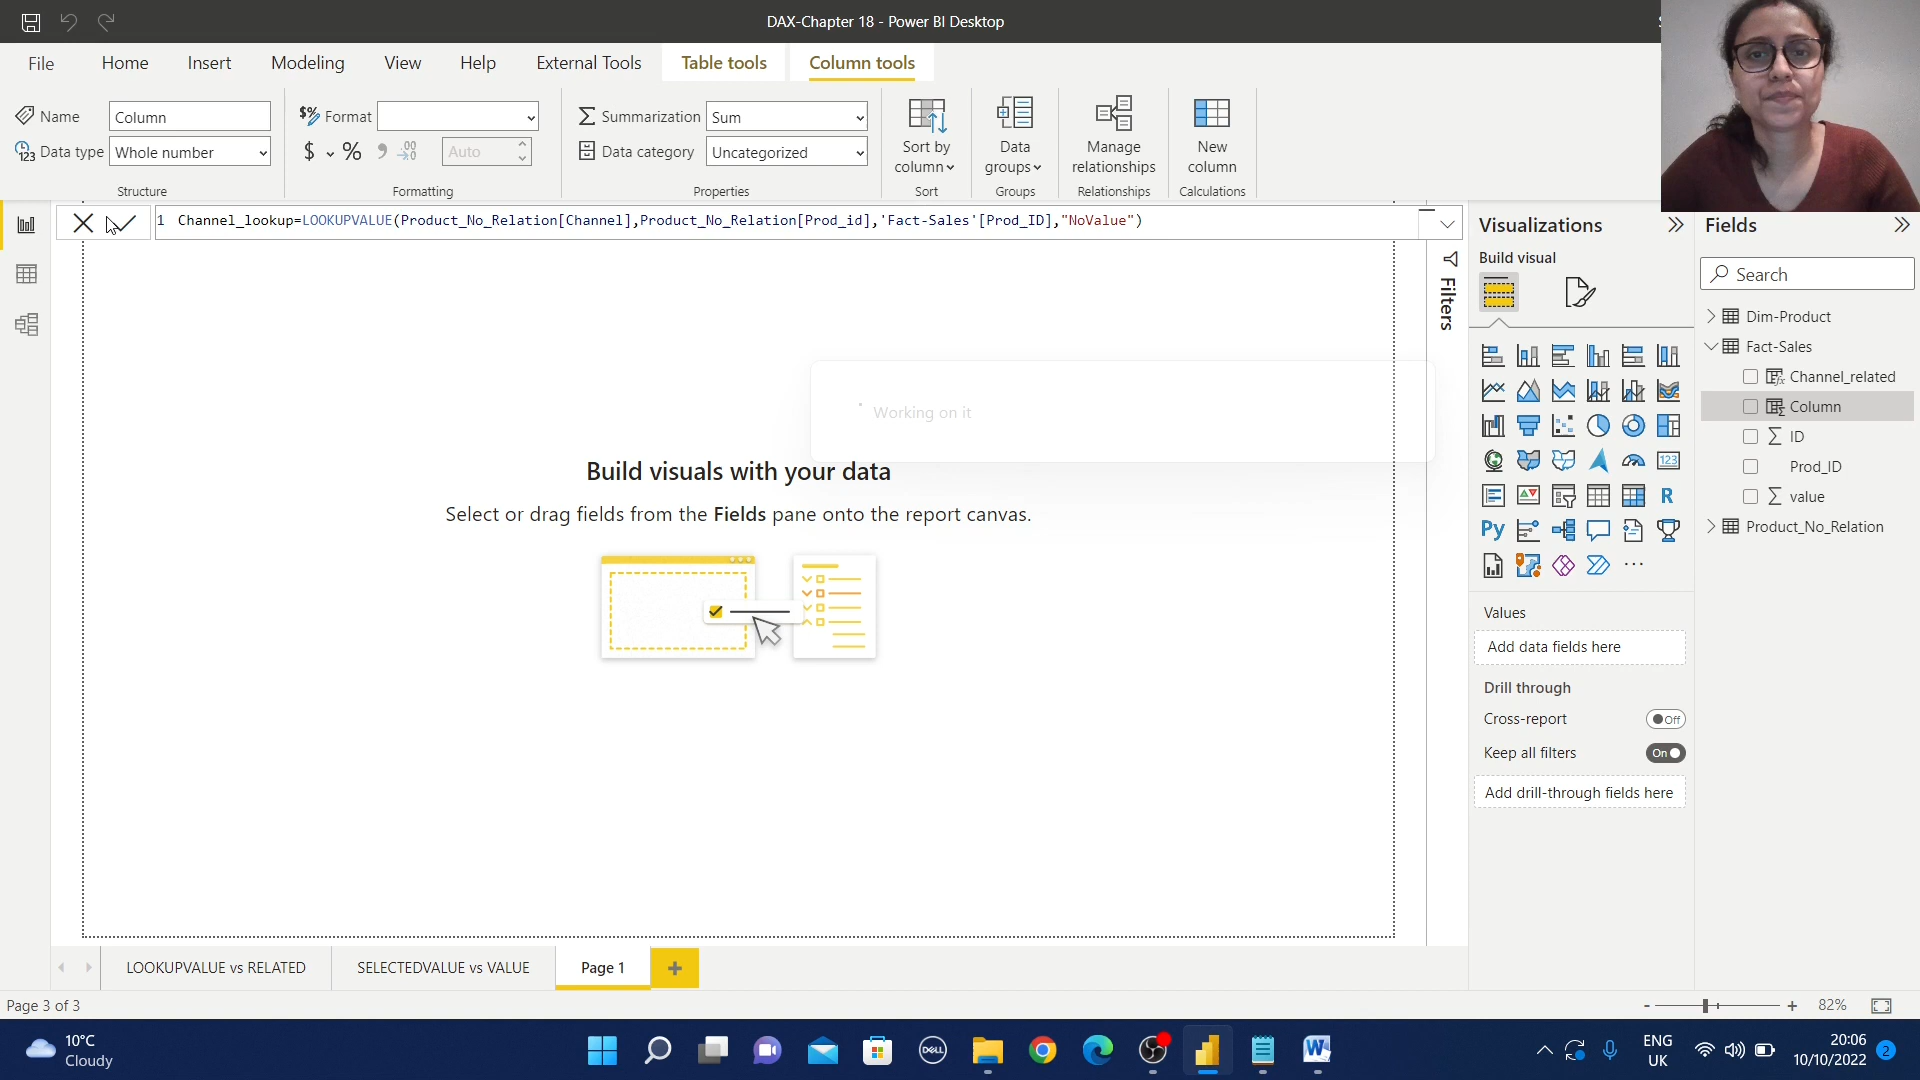 DAX-Chapter 18 - Power BI Desktop
File Home Insert Modeling View Help External Tools Table tools Column tools
Name Column
Data type Whole number
Structure
$% Format
$ % 9 .00 Auto
Formatting
Summarization Sum
Data category Uncategorized
Properties
Sort by
column
Sort
Data
groups
Groups
Manage
relationships
Relationships
New
column
Calculations
1 Channel_lookup=LOOKUPVALUE(Product_No_Relation[Channel],Product_No_Relation[Prod_id],'Fact-Sales'[Prod_ID],"NoValue")
Working on it
Build visuals with your data
Select or drag fields from the Fields pane onto the report canvas.
Filters
Visualizations
Build visual
123
R
Py
Values
Add data fields here
Drill through
Cross-report Off
Keep all filters On
Add drill-through fields here
Fields
Search
Dim-Product
Fact-Sales
Channel_related
Column
ID
Prod_ID
value
Product_No_Relation
LOOKUPVALUE vs RELATED SELECTEDVALUE vs VALUE Page 1 +
Page 3 of 3
- + 82%
10°C
Cloudy
DELL
W
ENG
UK
20:06
10/10/2022
2